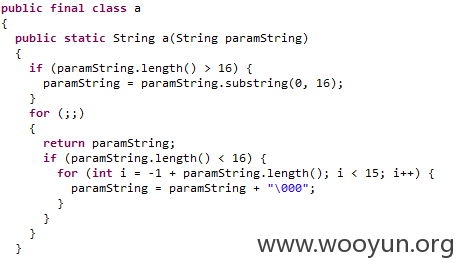 public final class a
{
  public static String a(String paramString)
  {
    if (paramString.length() > 16) {
      paramString = paramString.substring(0, 16);
    }
    for (;;)
    {
      return paramString;
      if (paramString.length() < 16) {
        for (int i = -1 + paramString.length(); i < 15; i++) {
          paramString = paramString + "\000";
        }
      }
    }
  }
www.wooyun.org